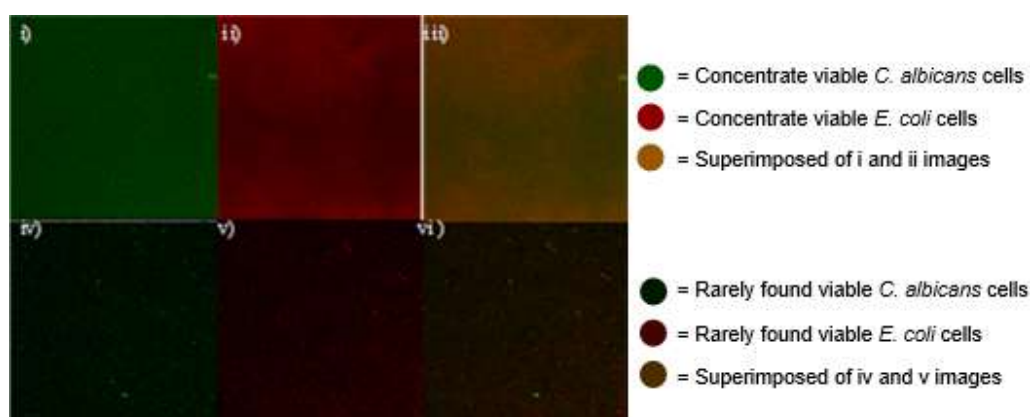 i)
ii)
iii)
= Concentrate viable C. albicans cells
= Concentrate viable E. coli cells
= Superimposed of i and ii images
iv)
v)
vi)
= Rarely found viable C. albicans cells
= Rarely found viable E. coli cells
= Superimposed of iv and v images